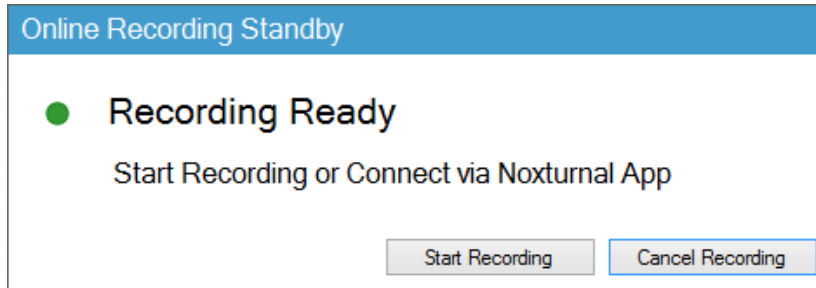 Online Recording Standby
Recording Ready
Start Recording or Connect via Noxturnal App
Start Recording Cancel Recording